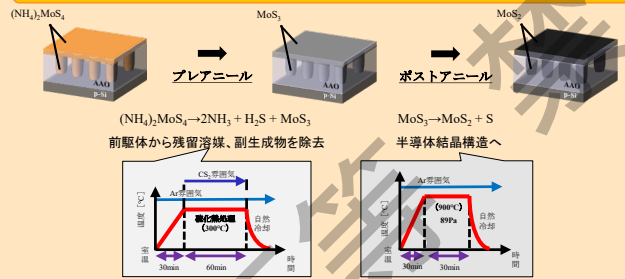 (NH₄)₂MoS₄
MoS₃
MoS₂
AAO
p-Si
プレアニール
AAO
p-Si
ポストアニール
AAO
p-Si
(NH₄)₂MoS₄→2NH₃ + H₂S + MoS₃
MoS₃→MoS₂ + S
前駆体から残留溶媒、副生成物を除去
半導体結晶構造へ
CS₂雰囲気
Ar雰囲気
温度 [℃]
硫化熱処理
(300℃)
自然
冷却
室温
時間
30min
60min
Ar雰囲気
温度 [℃]
(900℃)
89Pa
自然
冷却
室温
時間
30min
30min
禁
等